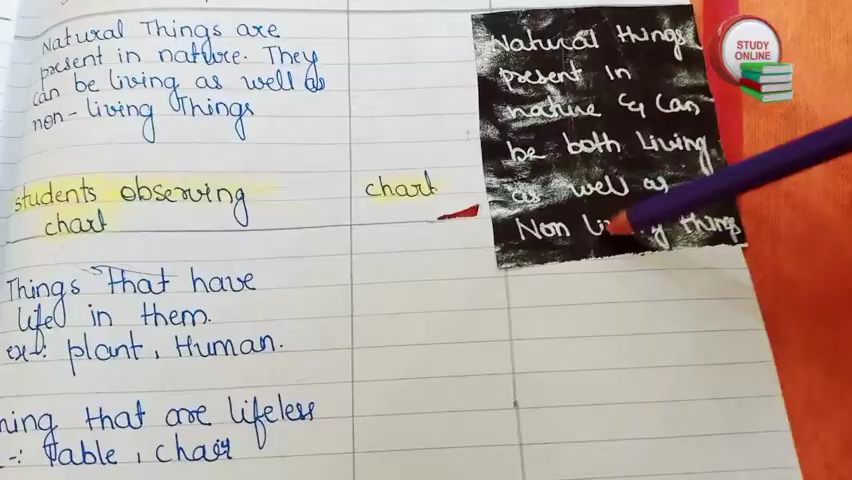 Natural Things are
present in nature. They
can be living as well as
non-living Things
students observing
chart
chart
Natural things
present in
nature & can
be both living
as well as
Non living things
STUDY
ONLINE
Things that have
life in them.
ex-: plant, Human.
that are lifeless
Table, chair